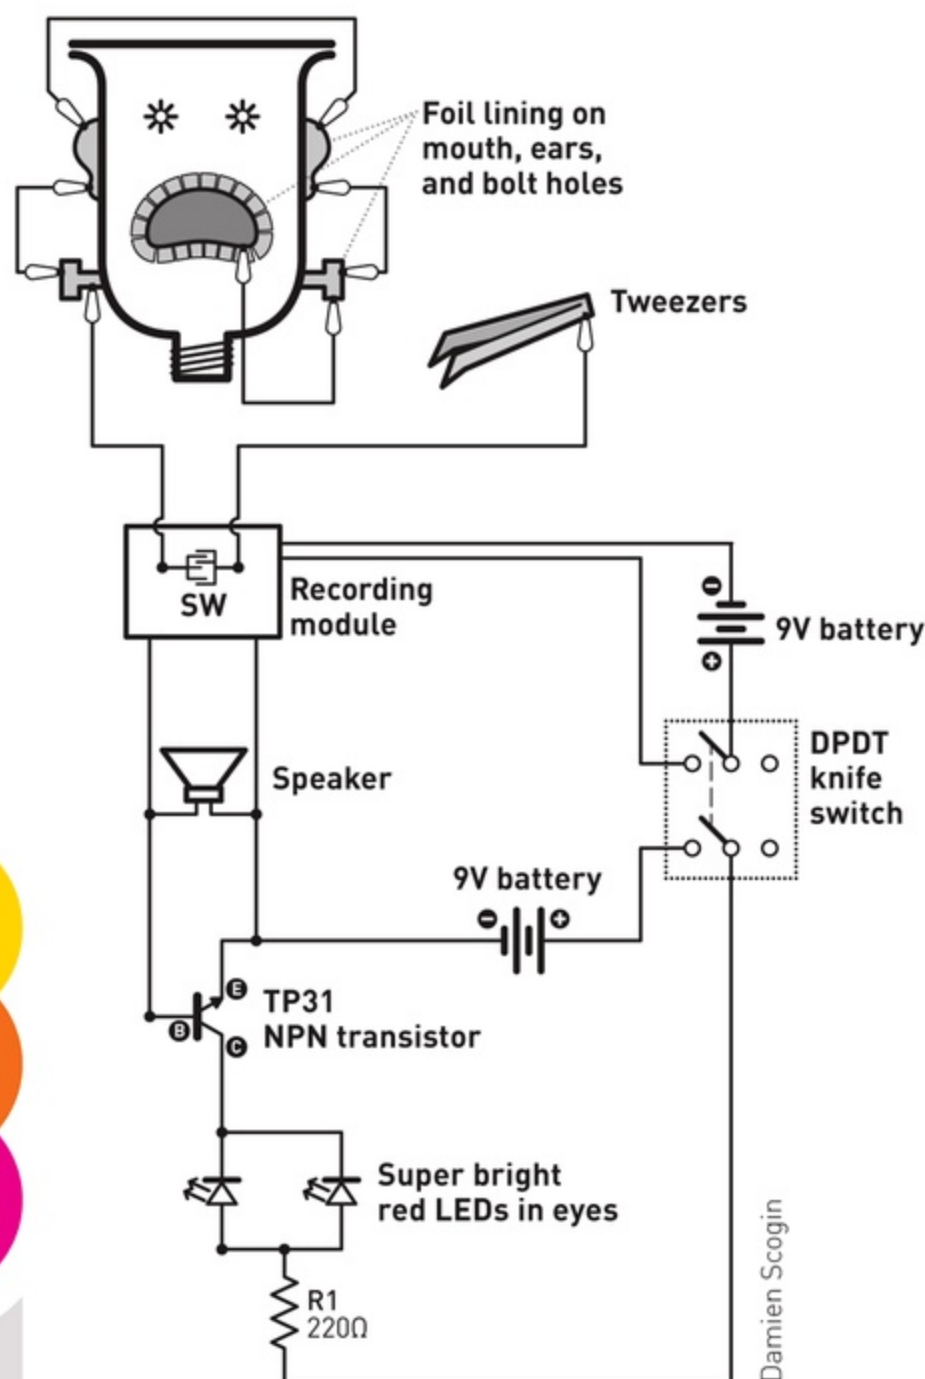 Foil lining on
mouth, ears,
and bolt holes
Tweezers
SW
Recording
module
−
9V battery
+
DPDT
knife
switch
Speaker
9V battery
− +
E
TP31
B
NPN transistor
C
Super bright
red LEDs in eyes
R1
220Ω
Damien Scogin